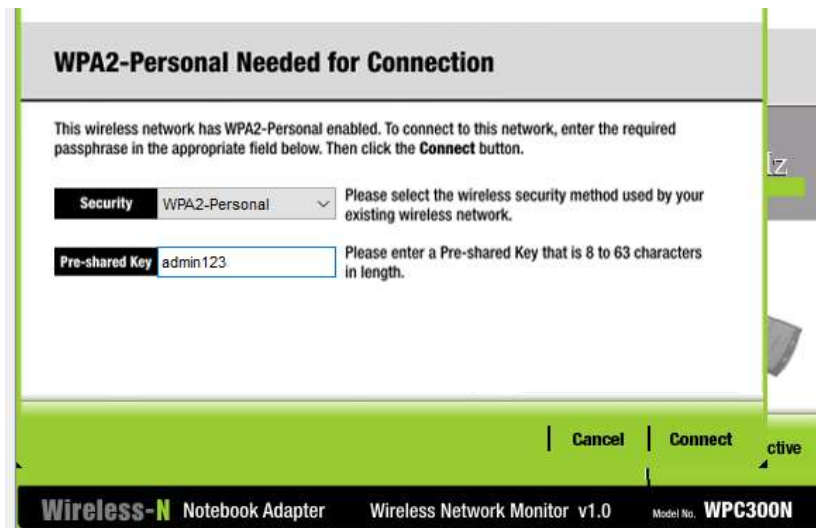 WPA2-Personal Needed for Connection
This wireless network has WPA2-Personal enabled. To connect to this network, enter the required
passphrase in the appropriate field below. Then click the Connect button.
Security WPA2-Personal Please select the wireless security method used by your
existing wireless network.
Pre-shared Key admin123 Please enter a Pre-shared Key that is 8 to 63 characters
in length.
Cancel Connect
Wireless-N Notebook Adapter Wireless Network Monitor v1.0 Model No. WPC300N